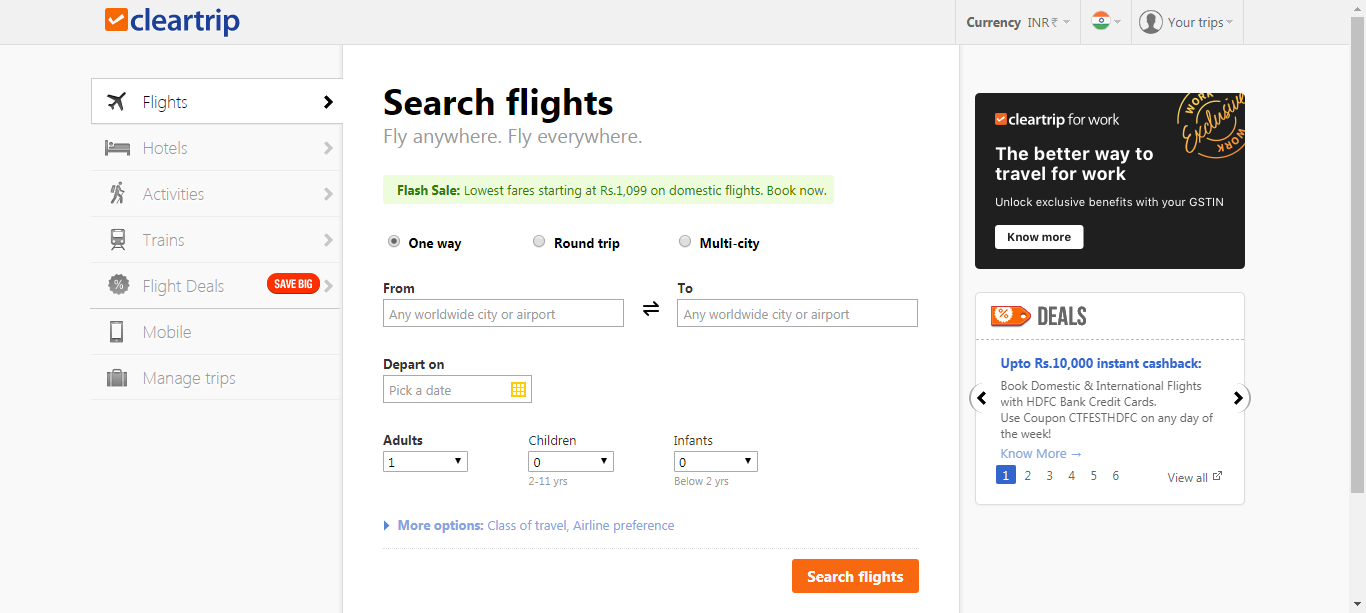 cleartrip
Currency INR₹
Your trips
Flights
Hotels
Activities
Trains
Flight Deals SAVE BIG
Mobile
Manage trips
Search flights
Fly anywhere. Fly everywhere.
Flash Sale: Lowest fares starting at Rs.1,099 on domestic flights. Book now.
One way Round trip Multi-city
From To
Any worldwide city or airport Any worldwide city or airport
Depart on
Pick a date
Adults Children Infants
1 0 0
2-11 yrs Below 2 yrs
More options: Class of travel, Airline preference
Search flights
cleartrip for work
WORK
Exclusive
WORK
The better way to
travel for work
Unlock exclusive benefits with your GSTIN
Know more
% DEALS
Upto Rs.10,000 instant cashback:
Book Domestic & International Flights
with HDFC Bank Credit Cards.
Use Coupon CTFESTHDFC on any day of
the week!
Know More →
1 2 3 4 5 6 View all